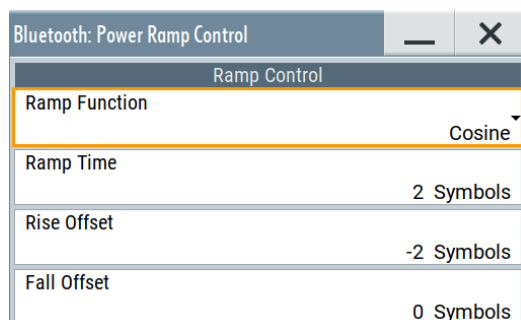 Bluetooth: Power Ramp Control
Ramp Control
Ramp Function
Cosine
Ramp Time
2 Symbols
Rise Offset
-2 Symbols
Fall Offset
0 Symbols